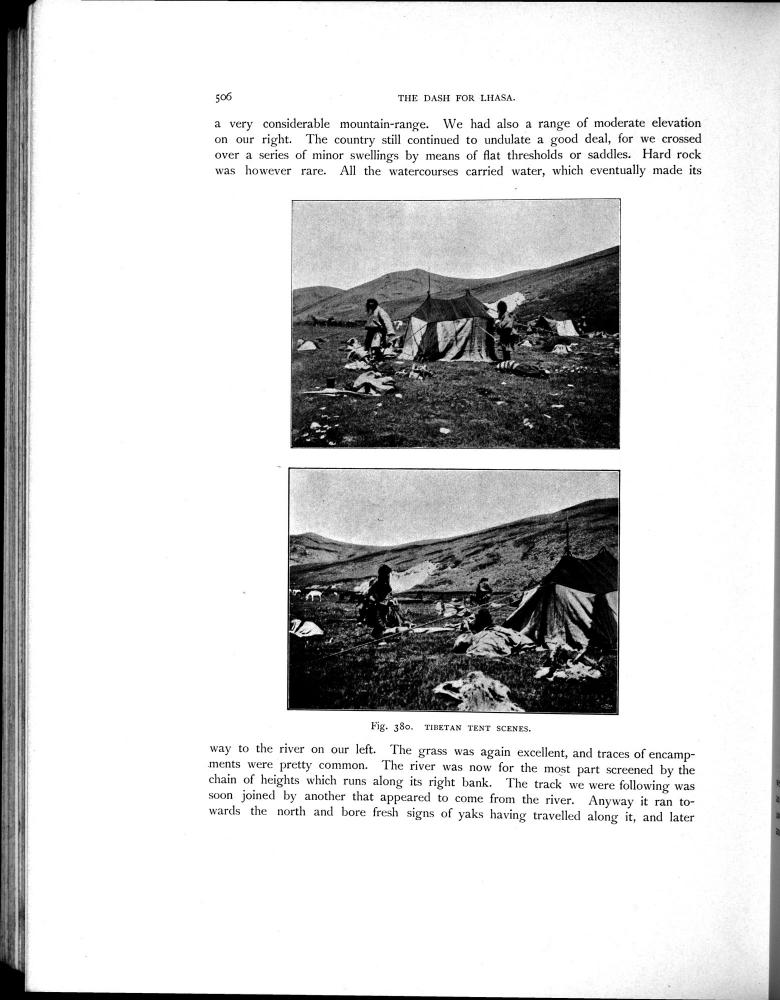 506
THE DASH FOR LHASA.
a very considerable mountain-range. We had also a range of moderate elevation
on our right. The country still continued to undulate a good deal, for we crossed
over a series of minor swellings by means of flat thresholds or saddles. Hard rock
was however rare. All the watercourses carried water, which eventually made its
Fig. 380. TIBETAN TENT SCENES.
way to the river on our left. The grass was again excellent, and traces of encamp-
ments were pretty common. The river was now for the most part screened by the
chain of heights which runs along its right bank. The track we were following was
soon joined by another that appeared to come from the river. Anyway it ran to-
wards the north and bore fresh signs of yaks having travelled along it, and later